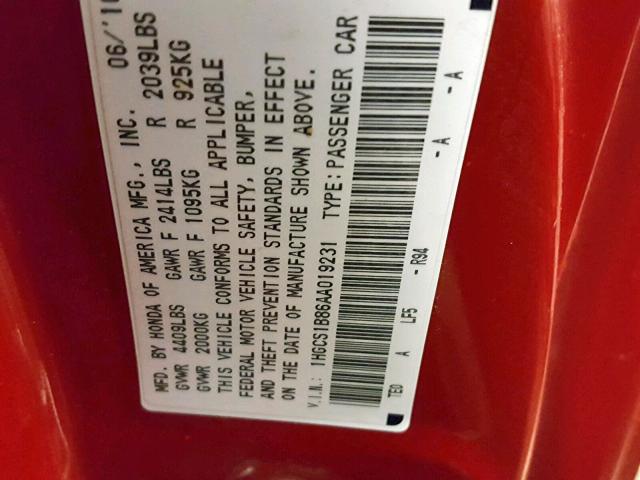 MFD. BY HONDA OF AMERICA MFG., INC. 06/'10
GVWR 4409LBS GAWR F 2414LBS R 2039LBS
GVWR 2000KG GAWR F 1095KG R 925KG
THIS VEHICLE CONFORMS TO ALL APPLICABLE
FEDERAL MOTOR VEHICLE SAFETY, BUMPER,
AND THEFT PREVENTION STANDARDS IN EFFECT
ON THE DATE OF MANUFACTURE SHOWN ABOVE.
V.I.N.: 1HGCS1B86AA019231 TYPE: PASSENGER CAR
TE0 A LF5 - R94 - A - A